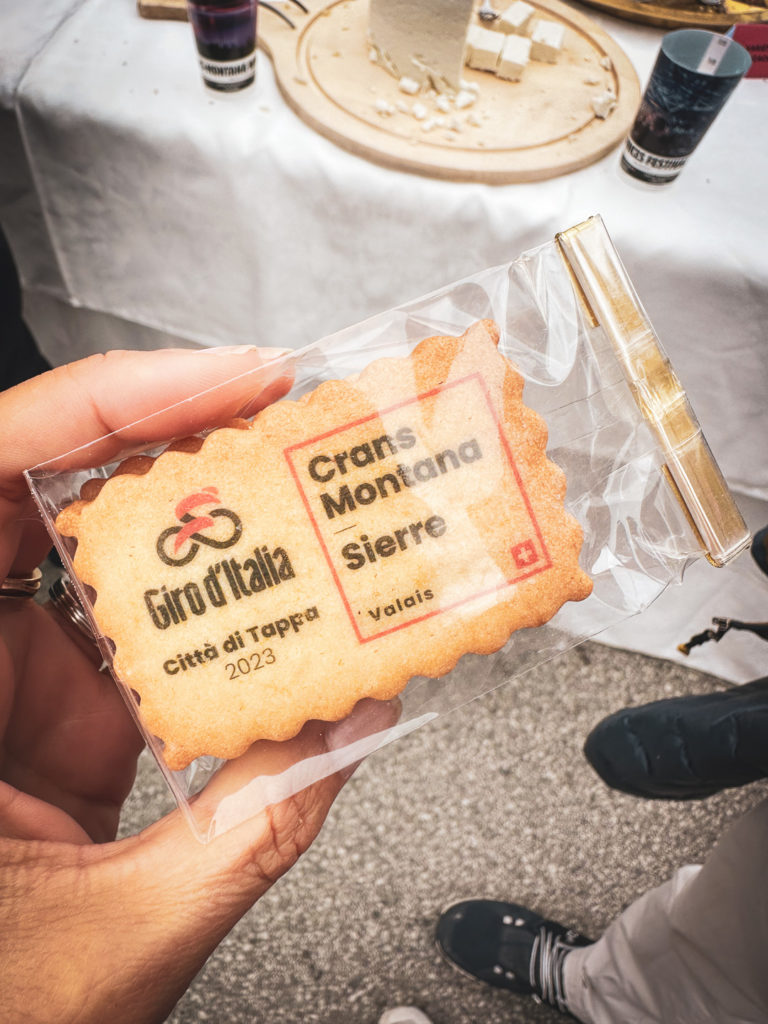 Giro d'Italia
Città di Tappa
2023
Crans
Montana
Sierre
Valais